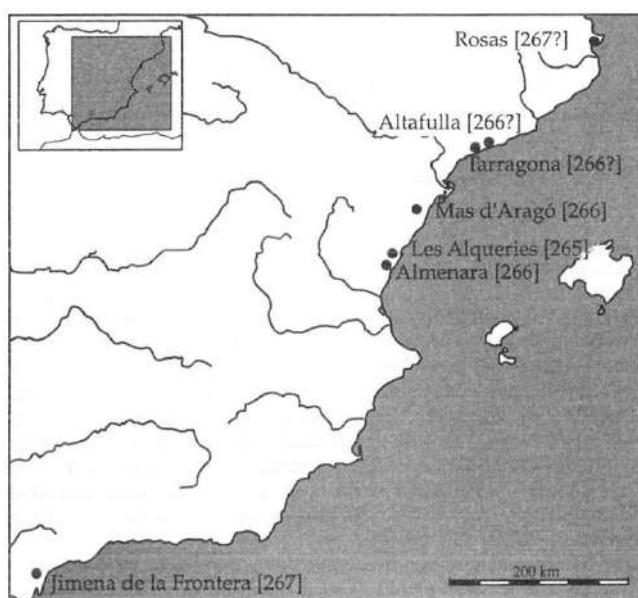 Rosas [267?]
Altafulla [266?]
Tarragona [266?]
Mas d'Aragó [266]
Les Alqueries [265]
Almenara [266]
200 km
Jimena de la Frontera [267]